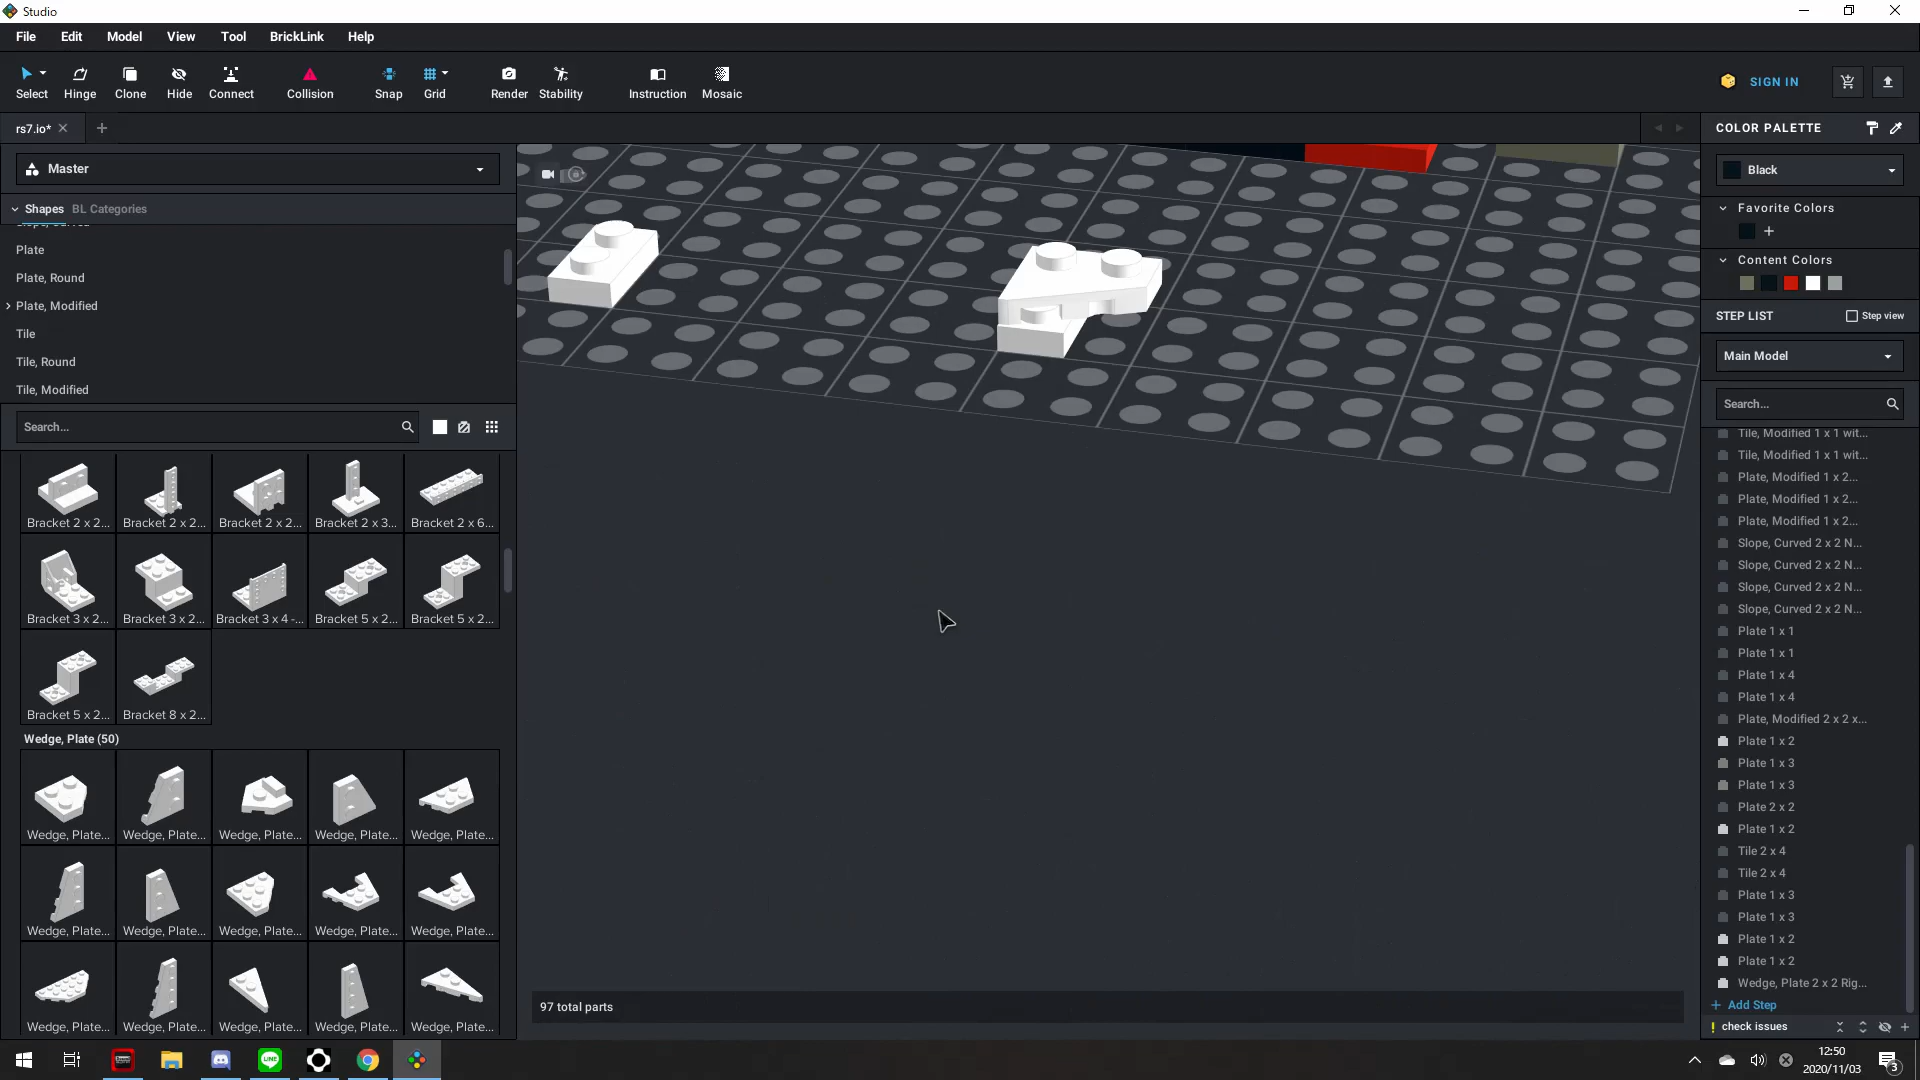 Studio
File Edit Model View Tool BrickLink Help
Select Hinge Clone Hide Connect Collision Snap Grid Render Stability Instruction Mosaic
SIGN IN
rs7.io*
COLOR PALETTE
Master
Black
Shapes BL Categories
Favorite Colors
Plate
Plate, Round
Content Colors
Plate, Modified
STEP LIST Step view
Tile
Main Model
Tile, Round
Tile, Modified
Search...
Search...
Tile, Modified 1 x 1 wit...
Tile, Modified 1 x 1 wit...
Plate, Modified 1 x 2...
Plate, Modified 1 x 2...
Plate, Modified 1 x 2...
Slope, Curved 2 x 2 N...
Slope, Curved 2 x 2 N...
Slope, Curved 2 x 2 N...
Slope, Curved 2 x 2 N...
Plate 1 x 1
Plate 1 x 1
Plate 1 x 4
Plate 1 x 4
Plate, Modified 2 x 2 x...
Plate 1 x 2
Plate 1 x 3
Plate 1 x 3
Plate 2 x 2
Plate 1 x 2
Tile 2 x 4
Tile 2 x 4
Plate 1 x 3
Plate 1 x 3
Plate 1 x 2
Plate 1 x 2
Wedge, Plate 2 x 2 Rig...
Add Step
check issues
Bracket 2 x 2... Bracket 2 x 2... Bracket 2 x 2... Bracket 2 x 3... Bracket 2 x 6...
Bracket 3 x 2... Bracket 3 x 2... Bracket 3 x 4 -... Bracket 5 x 2... Bracket 5 x 2...
Bracket 5 x 2... Bracket 8 x 2...
Wedge, Plate (50)
Wedge, Plate... Wedge, Plate... Wedge, Plate... Wedge, Plate... Wedge, Plate...
Wedge, Plate... Wedge, Plate... Wedge, Plate... Wedge, Plate... Wedge, Plate...
Wedge, Plate... Wedge, Plate... Wedge, Plate... Wedge, Plate... Wedge, Plate...
97 total parts
LINE
12:50
2020/11/03
3